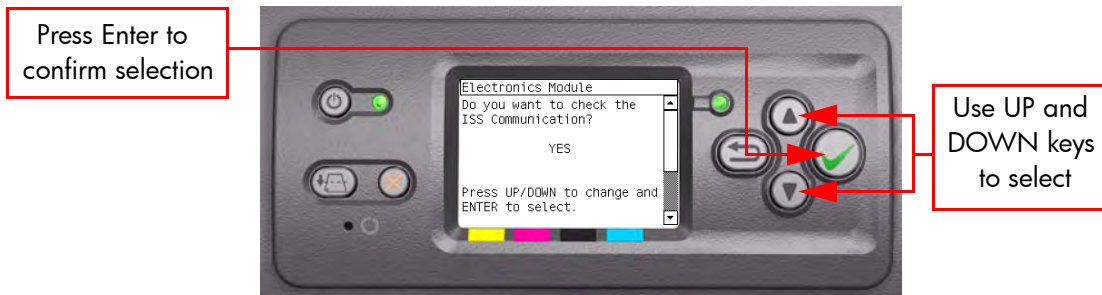 Press Enter to
confirm selection
Electronics Module
Do you want to check the
ISS Communication?
YES
Press UP/DOWN to change and
ENTER to select.
Use UP and
DOWN keys
to select